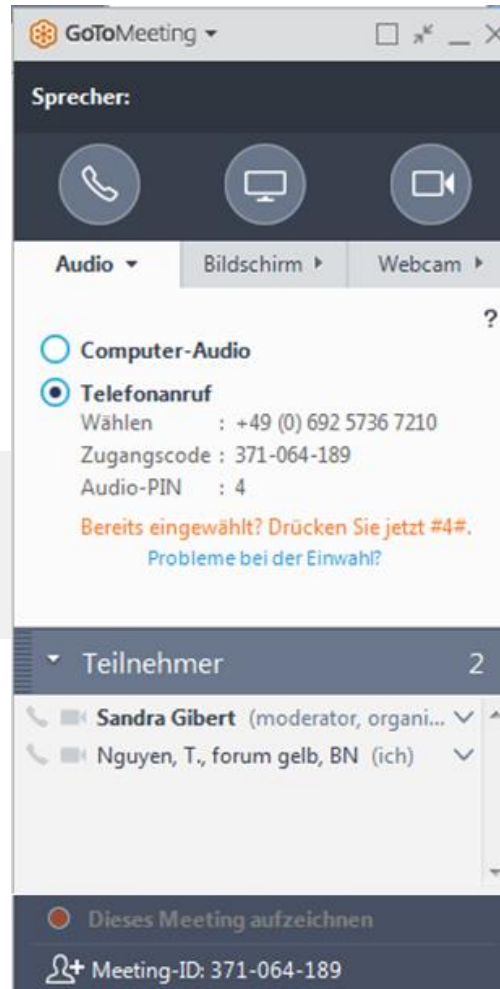 GoToMeeting
Sprecher:
Audio Bildschirm Webcam
?
Computer-Audio
Telefonanruf
Wählen : +49 (0) 692 5736 7210
Zugangscode : 371-064-189
Audio-PIN : 4
Bereits eingewählt? Drücken Sie jetzt #4#.
Probleme bei der Einwahl?
Teilnehmer 2
Sandra Gibert (moderator, organi...
Nguyen, T., forum gelb, BN (ich)
Dieses Meeting aufzeichnen
Meeting-ID: 371-064-189